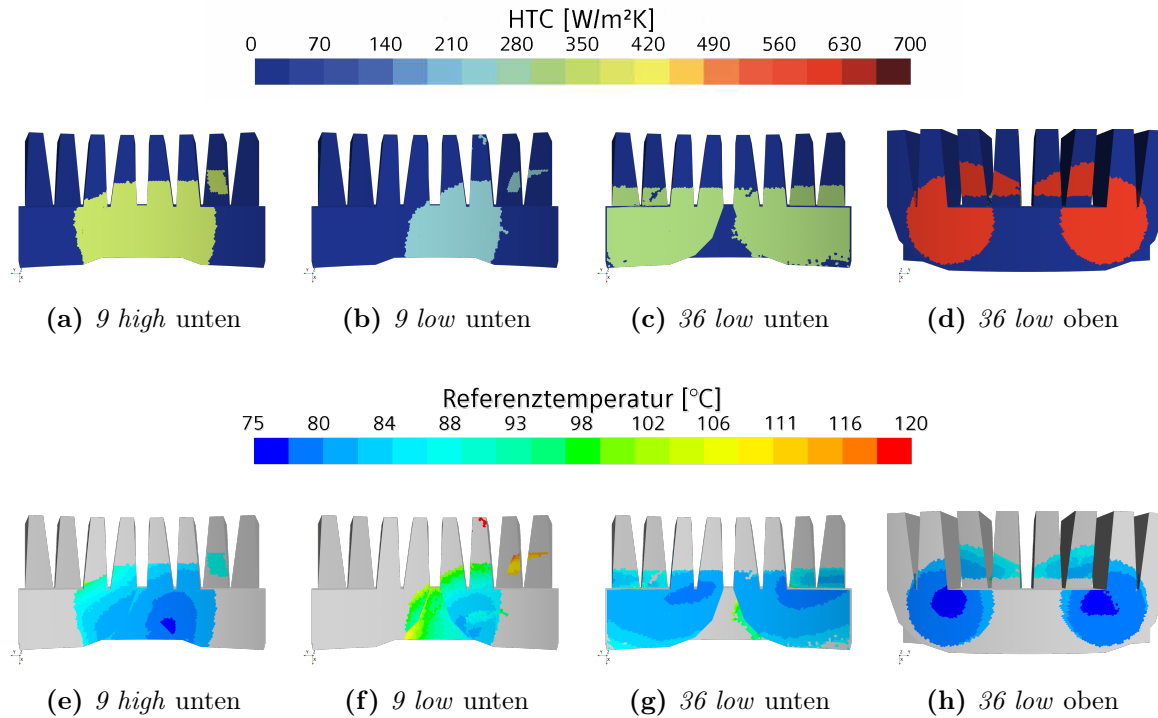 HTC [W/m²K]
0 70 140 210 280 350 420 490 560 630 700
(a) 9 high unten (b) 9 low unten (c) 36 low unten (d) 36 low oben
Referenztemperatur [°C]
75 80 84 88 93 98 102 106 111 116 120
(e) 9 high unten (f) 9 low unten (g) 36 low unten (h) 36 low oben